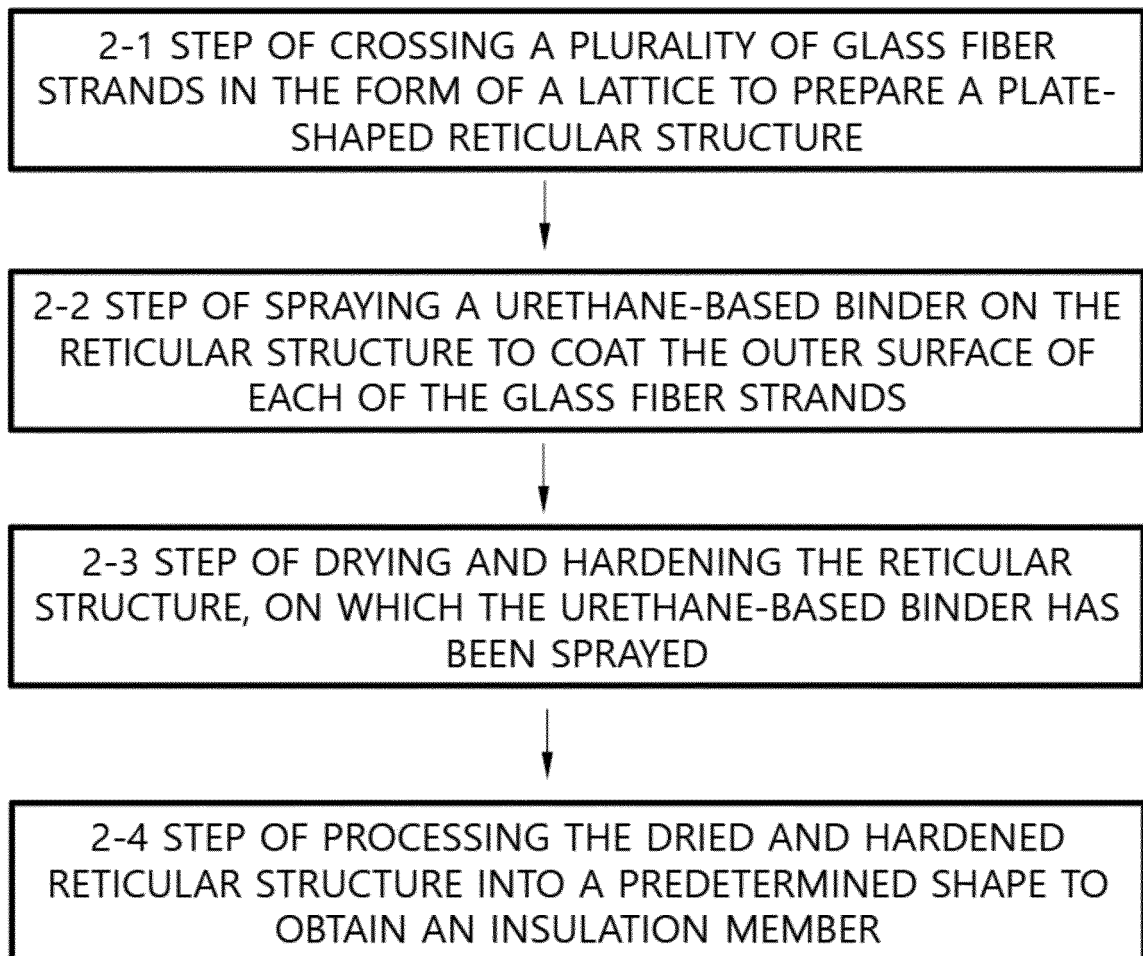 2-1 STEP OF CROSSING A PLURALITY OF GLASS FIBER
STRANDS IN THE FORM OF A LATTICE TO PREPARE A PLATE-
SHAPED RETICULAR STRUCTURE
2-2 STEP OF SPRAYING A URETHANE-BASED BINDER ON THE
RETICULAR STRUCTURE TO COAT THE OUTER SURFACE OF
EACH OF THE GLASS FIBER STRANDS
2-3 STEP OF DRYING AND HARDENING THE RETICULAR
STRUCTURE, ON WHICH THE URETHANE-BASED BINDER HAS
BEEN SPRAYED
2-4 STEP OF PROCESSING THE DRIED AND HARDENED
RETICULAR STRUCTURE INTO A PREDETERMINED SHAPE TO
OBTAIN AN INSULATION MEMBER